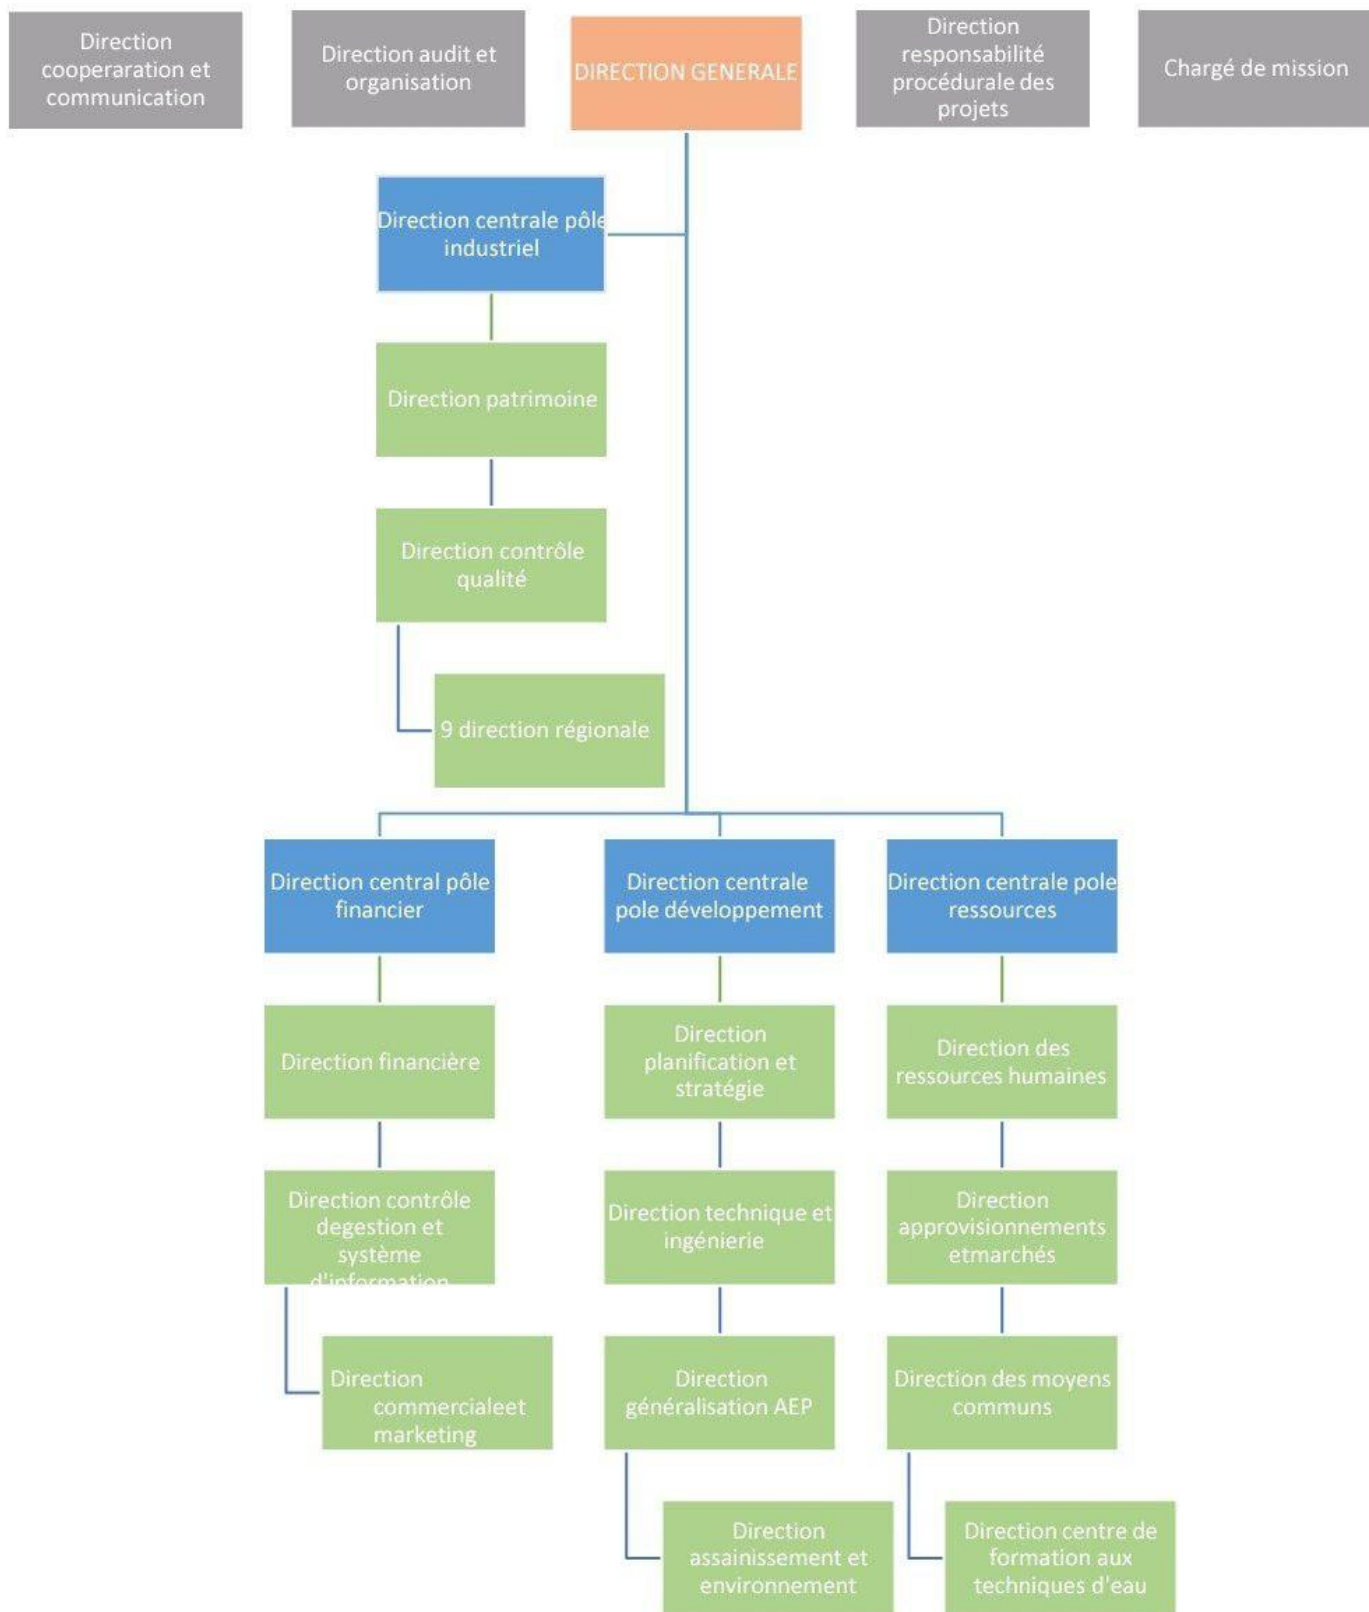 Direction
cooperaration et
communication
Direction audit et
organisation
DIRECTION GENERALE
Direction
responsabilité
procédurale des
projets
Chargé de mission
Direction centrale pôle
industriel
Direction patrimoine
Direction contrôle
qualité
9 direction régionale
Direction central pôle
financier
Direction centrale
pole développement
Direction centrale pole
ressources
Direction financière
Direction
planification et
stratégie
Direction des
ressources humaines
Direction contrôle
degestion et
système
d'information
Direction technique et
ingénierie
Direction
approvisionnements
etmarchés
Direction
commercialeet
marketing
Direction
généralisation AEP
Direction des moyens
communs
Direction
assainissement et
environnement
Direction centre de
formation aux
techniques d'eau